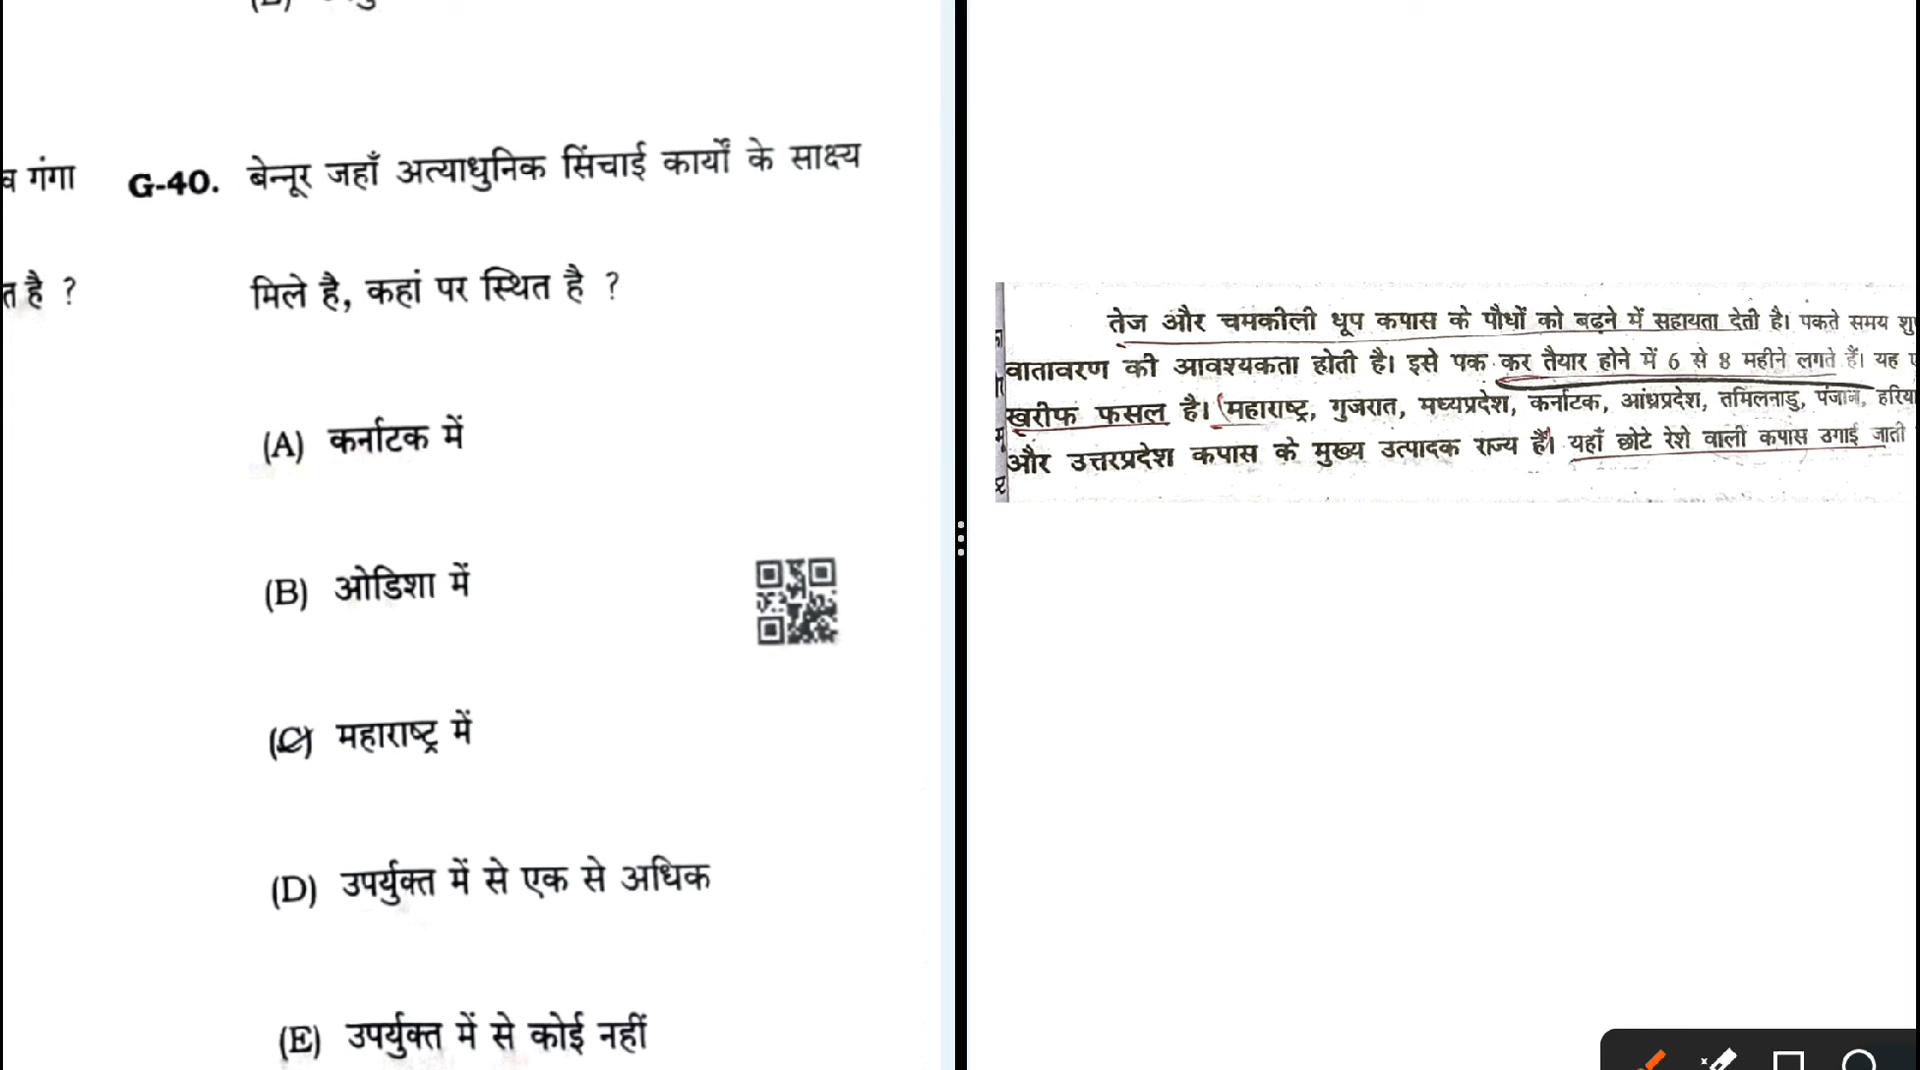 व गंगा
त है ?
G-40. बेन्नूर जहाँ अत्याधुनिक सिंचाई कार्यों के साक्ष्य
मिले है, कहां पर स्थित है ?
(A) कर्नाटक में
(B) ओडिशा में
(C) महाराष्ट्र में
(D) उपर्युक्त में से एक से अधिक
(E) उपर्युक्त में से कोई नहीं
तेज और चमकीली धूप कपास के पौधों को बढ़ने में सहायता देती है। पकते समय
वातावरण की आवश्यकता होती है। इसे पक कर तैयार होने में 6 से 8 महीने लगते हैं। यह
खरीफ फसल है। (महाराष्ट्र, गुजरात, मध्यप्रदेश, कर्नाटक, आंध्रप्रदेश, तमिलनाडु, पंजाब,
और उत्तरप्रदेश कपास के मुख्य उत्पादक राज्य हैं। यहाँ छोटे रेशे वाली कपास उगाई जाती